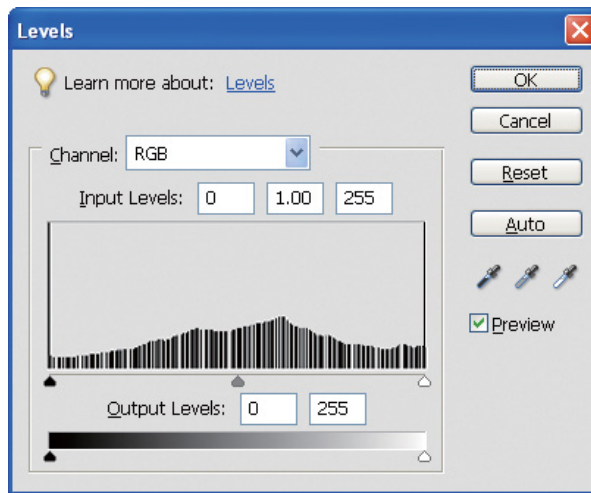 Levels
Learn more about: Levels
OK
Cancel
Channel: RGB
Reset
Input Levels: 0 1.00 255
Auto
Preview
Output Levels: 0 255